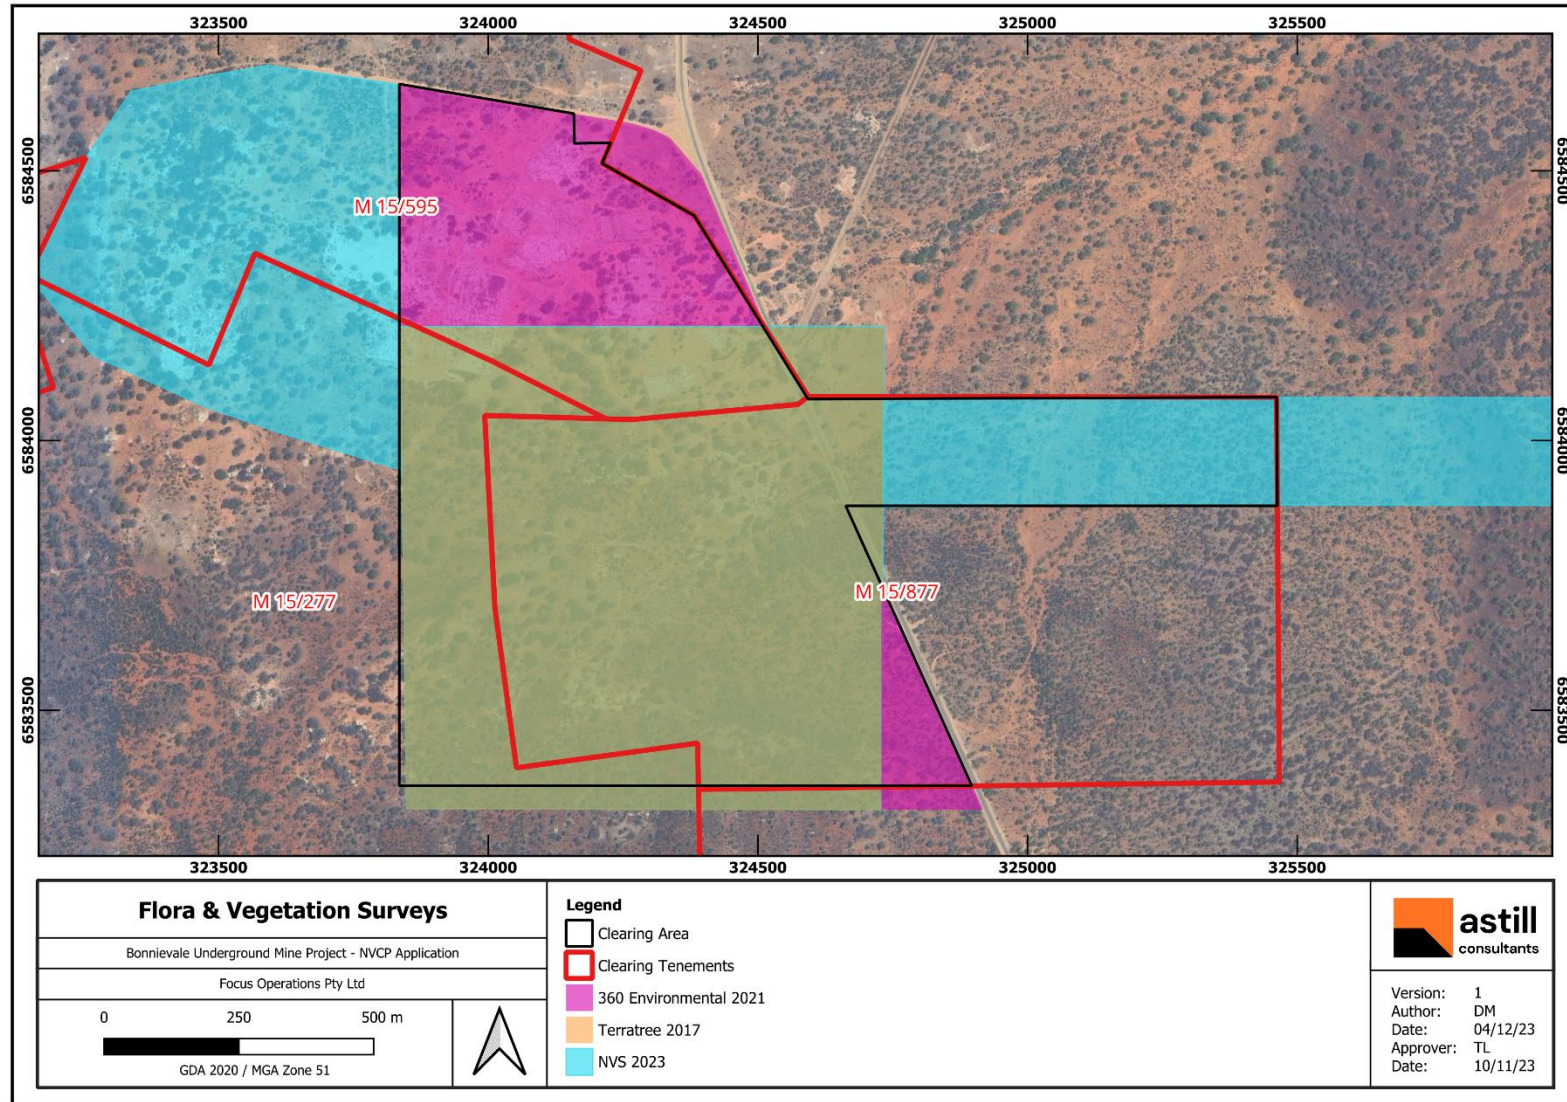 323500 324000 324500 325000 325500
6584500 6584500
M 15/595
6584000 6584000
M 15/877
M 15/277
6583500 6583500
323500 324000 324500 325000 325500
Flora & Vegetation Surveys
Bonnievale Underground Mine Project - NVCP Application
Focus Operations Pty Ltd
0 250 500 m
GDA 2020 / MGA Zone 51
Legend
Clearing Area
Clearing Tenements
360 Environmental 2021
Terratree 2017
NVS 2023
astill
consultants
Version: 1
Author: DM
Date: 04/12/23
Approver: TL
Date: 10/11/23